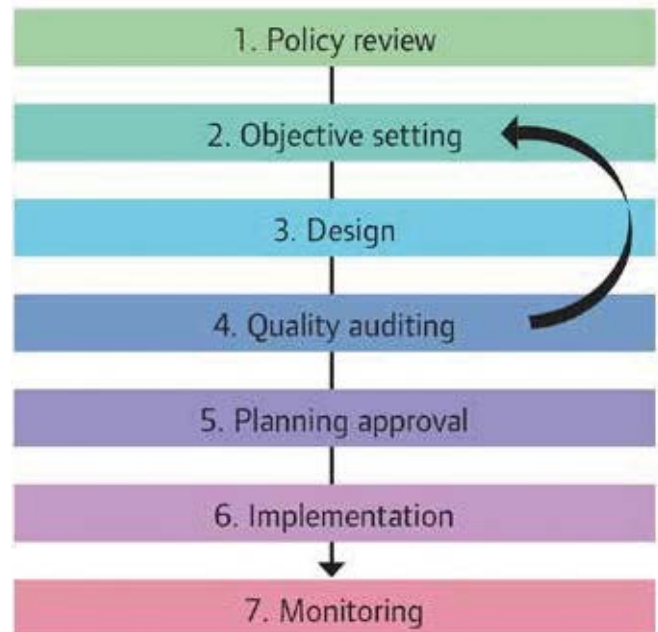 1. Policy review
2. Objective setting
3. Design
4. Quality auditing
5. Planning approval
6. Implementation
7. Monitoring